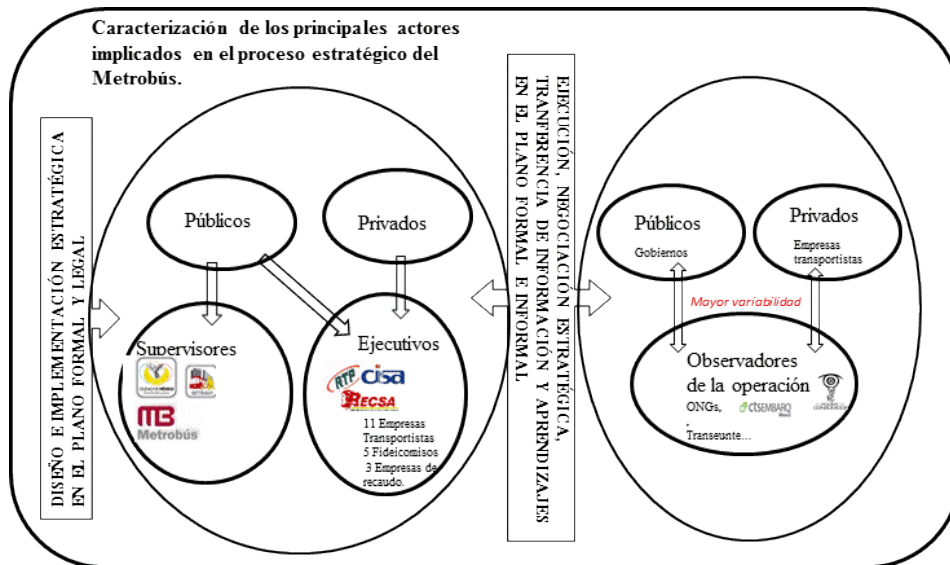 Caracterización de los principales actores
implicados en el proceso estratégico del
Metrobús.
DISEÑO E IMPLEMENTACIÓN ESTRATÉGICA
EN EL PLANO FORMAL Y LEGAL
Públicos
Privados
Supervisores
MB
Metrobús
Ejecutivos
RTP
CISA
RECSA
11 Empresas
Transportistas
5 Fideicomisos
3 Empresas de
recaudo.
EJECUCIÓN, NEGOCIACIÓN ESTRATÉGICA,
TRANFERENCIA DE INFORMACIÓN Y APRENDIZAJES
EN EL PLANO FORMAL E INFORMAL
Públicos
Gobiernos
Privados
Empresas
transportistas
Mayor variabilidad
Observadores
de la operación
ONGs,
CTSEMBARQ
,
Transeunte...